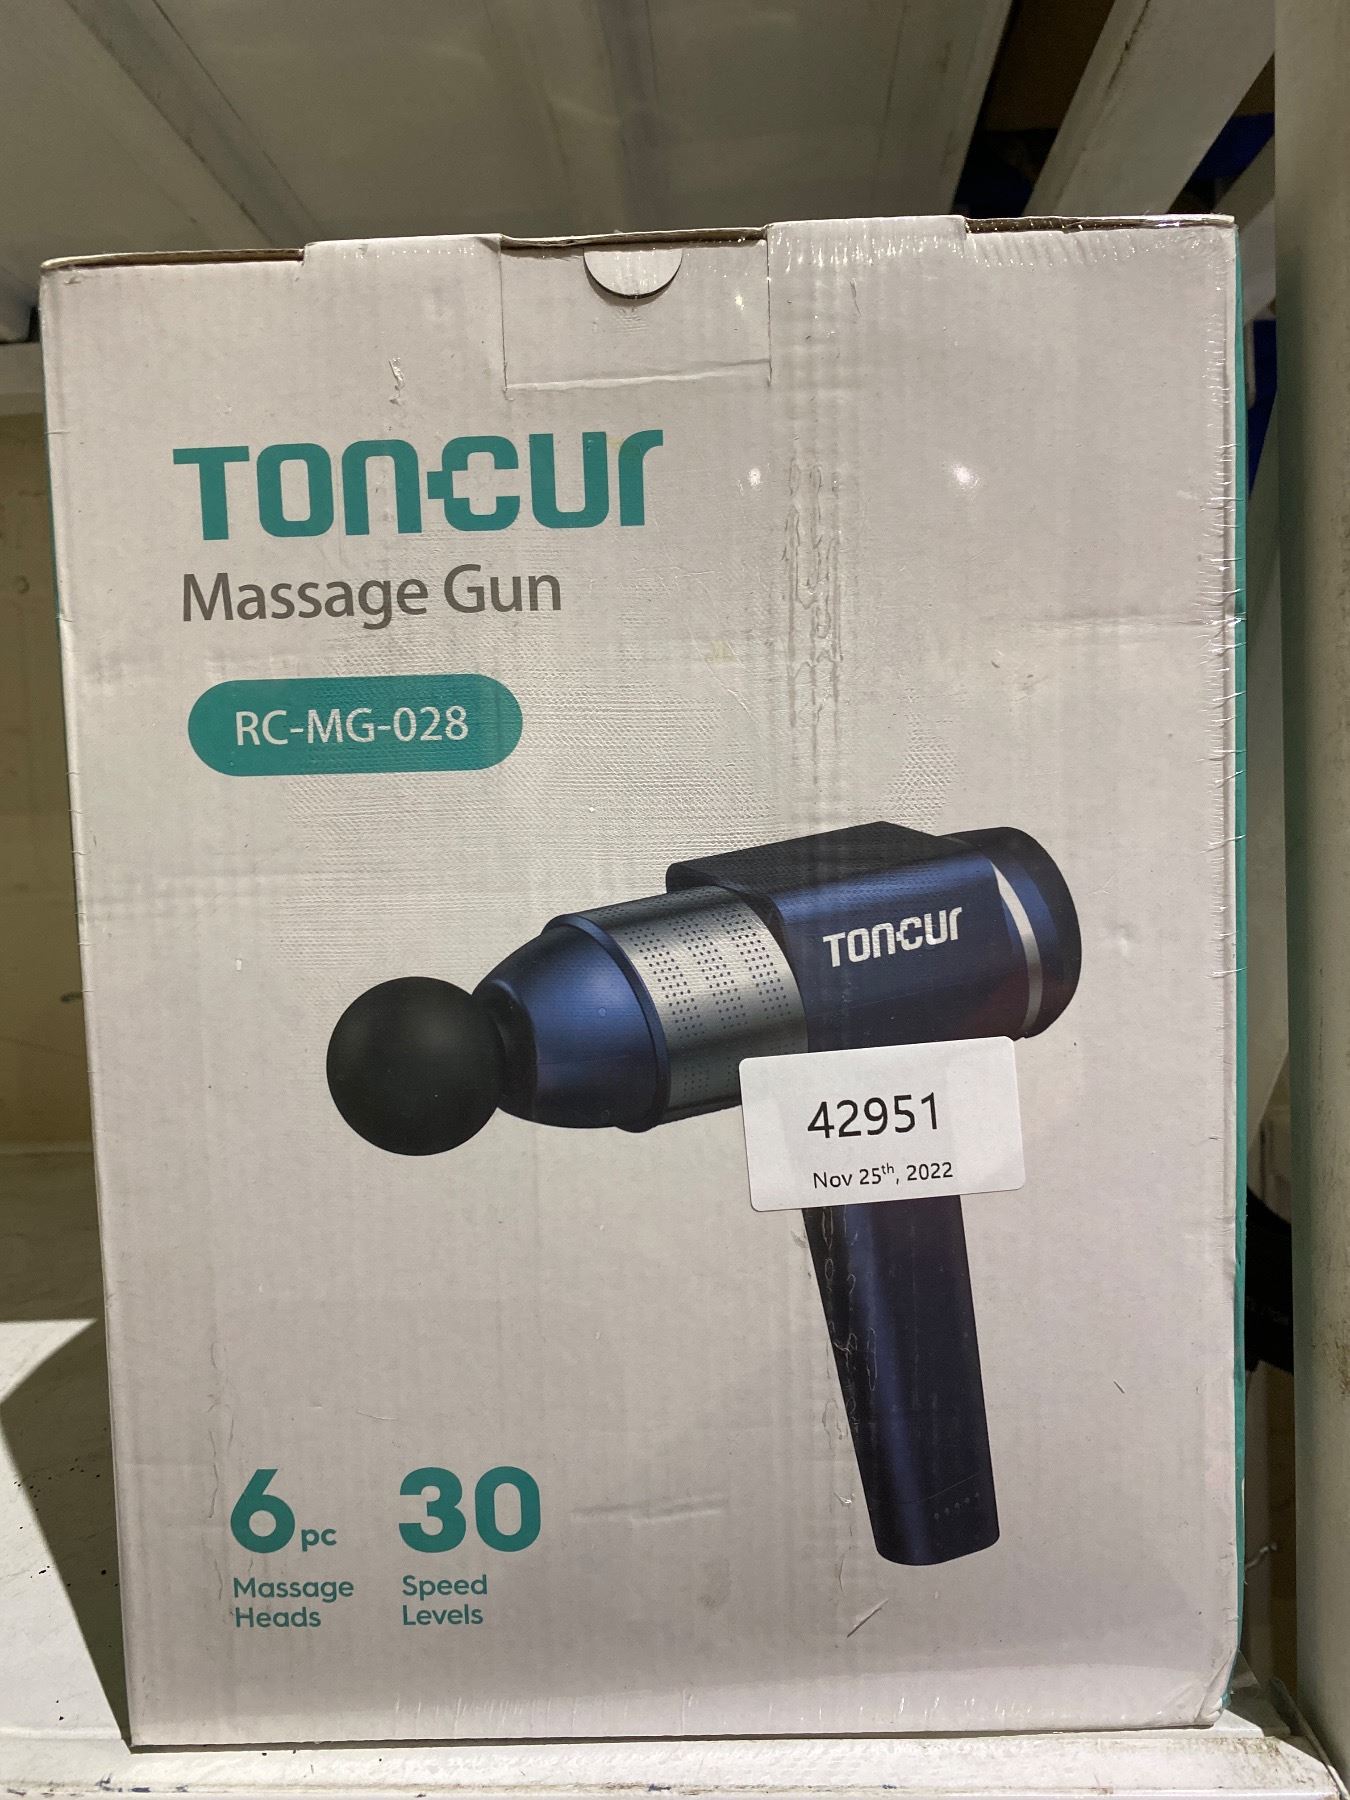 TONCUR
Massage Gun
RC-MG-028
TONCUR
42951
Nov 25th, 2022
6pc
Massage
Heads
30
Speed
Levels